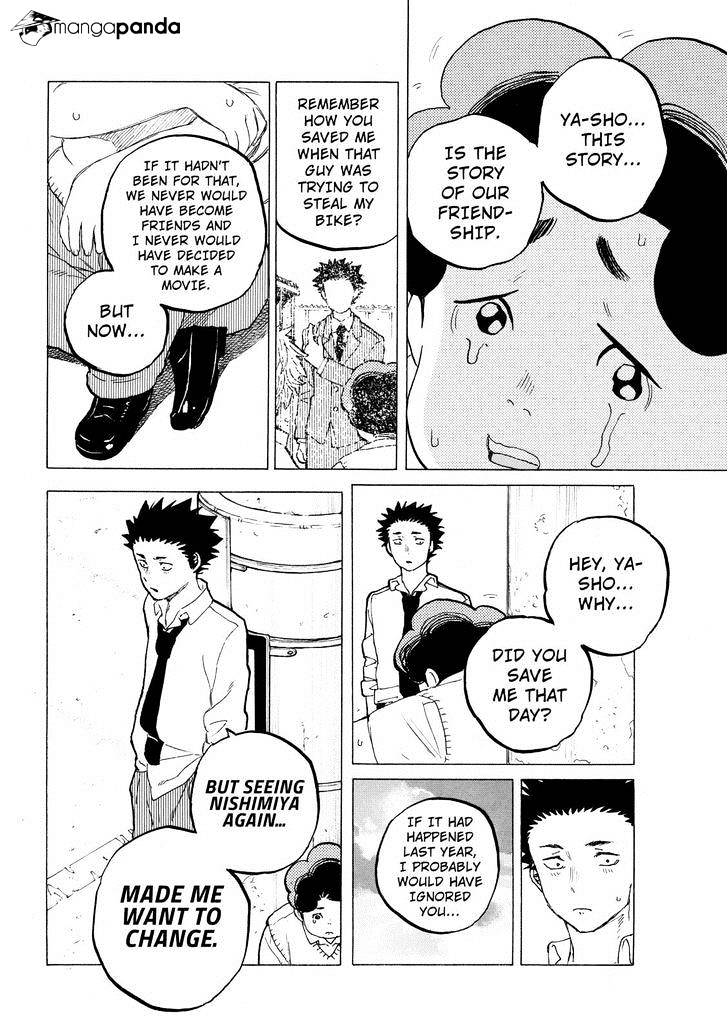 mangapanda
YA-SHO...
THIS
STORY...
IS THE
STORY
OF OUR
FRIEND-
SHIP.
REMEMBER
HOW YOU
SAVED ME
WHEN THAT
GUY WAS
TRYING TO
STEAL MY
BIKE?
IF IT HADN'T
BEEN FOR THAT,
WE NEVER WOULD
HAVE BECOME
FRIENDS AND
I NEVER WOULD
HAVE DECIDED
TO MAKE A
MOVIE.
BUT
NOW...
HEY, YA-
SHO...
WHY...
DID YOU
SAVE
ME THAT
DAY?
IF IT HAD
HAPPENED
LAST YEAR,
I PROBABLY
WOULD HAVE
IGNORED
YOU...
BUT SEEING
NISHIMIYA
AGAIN...
MADE ME
WANT TO
CHANGE.